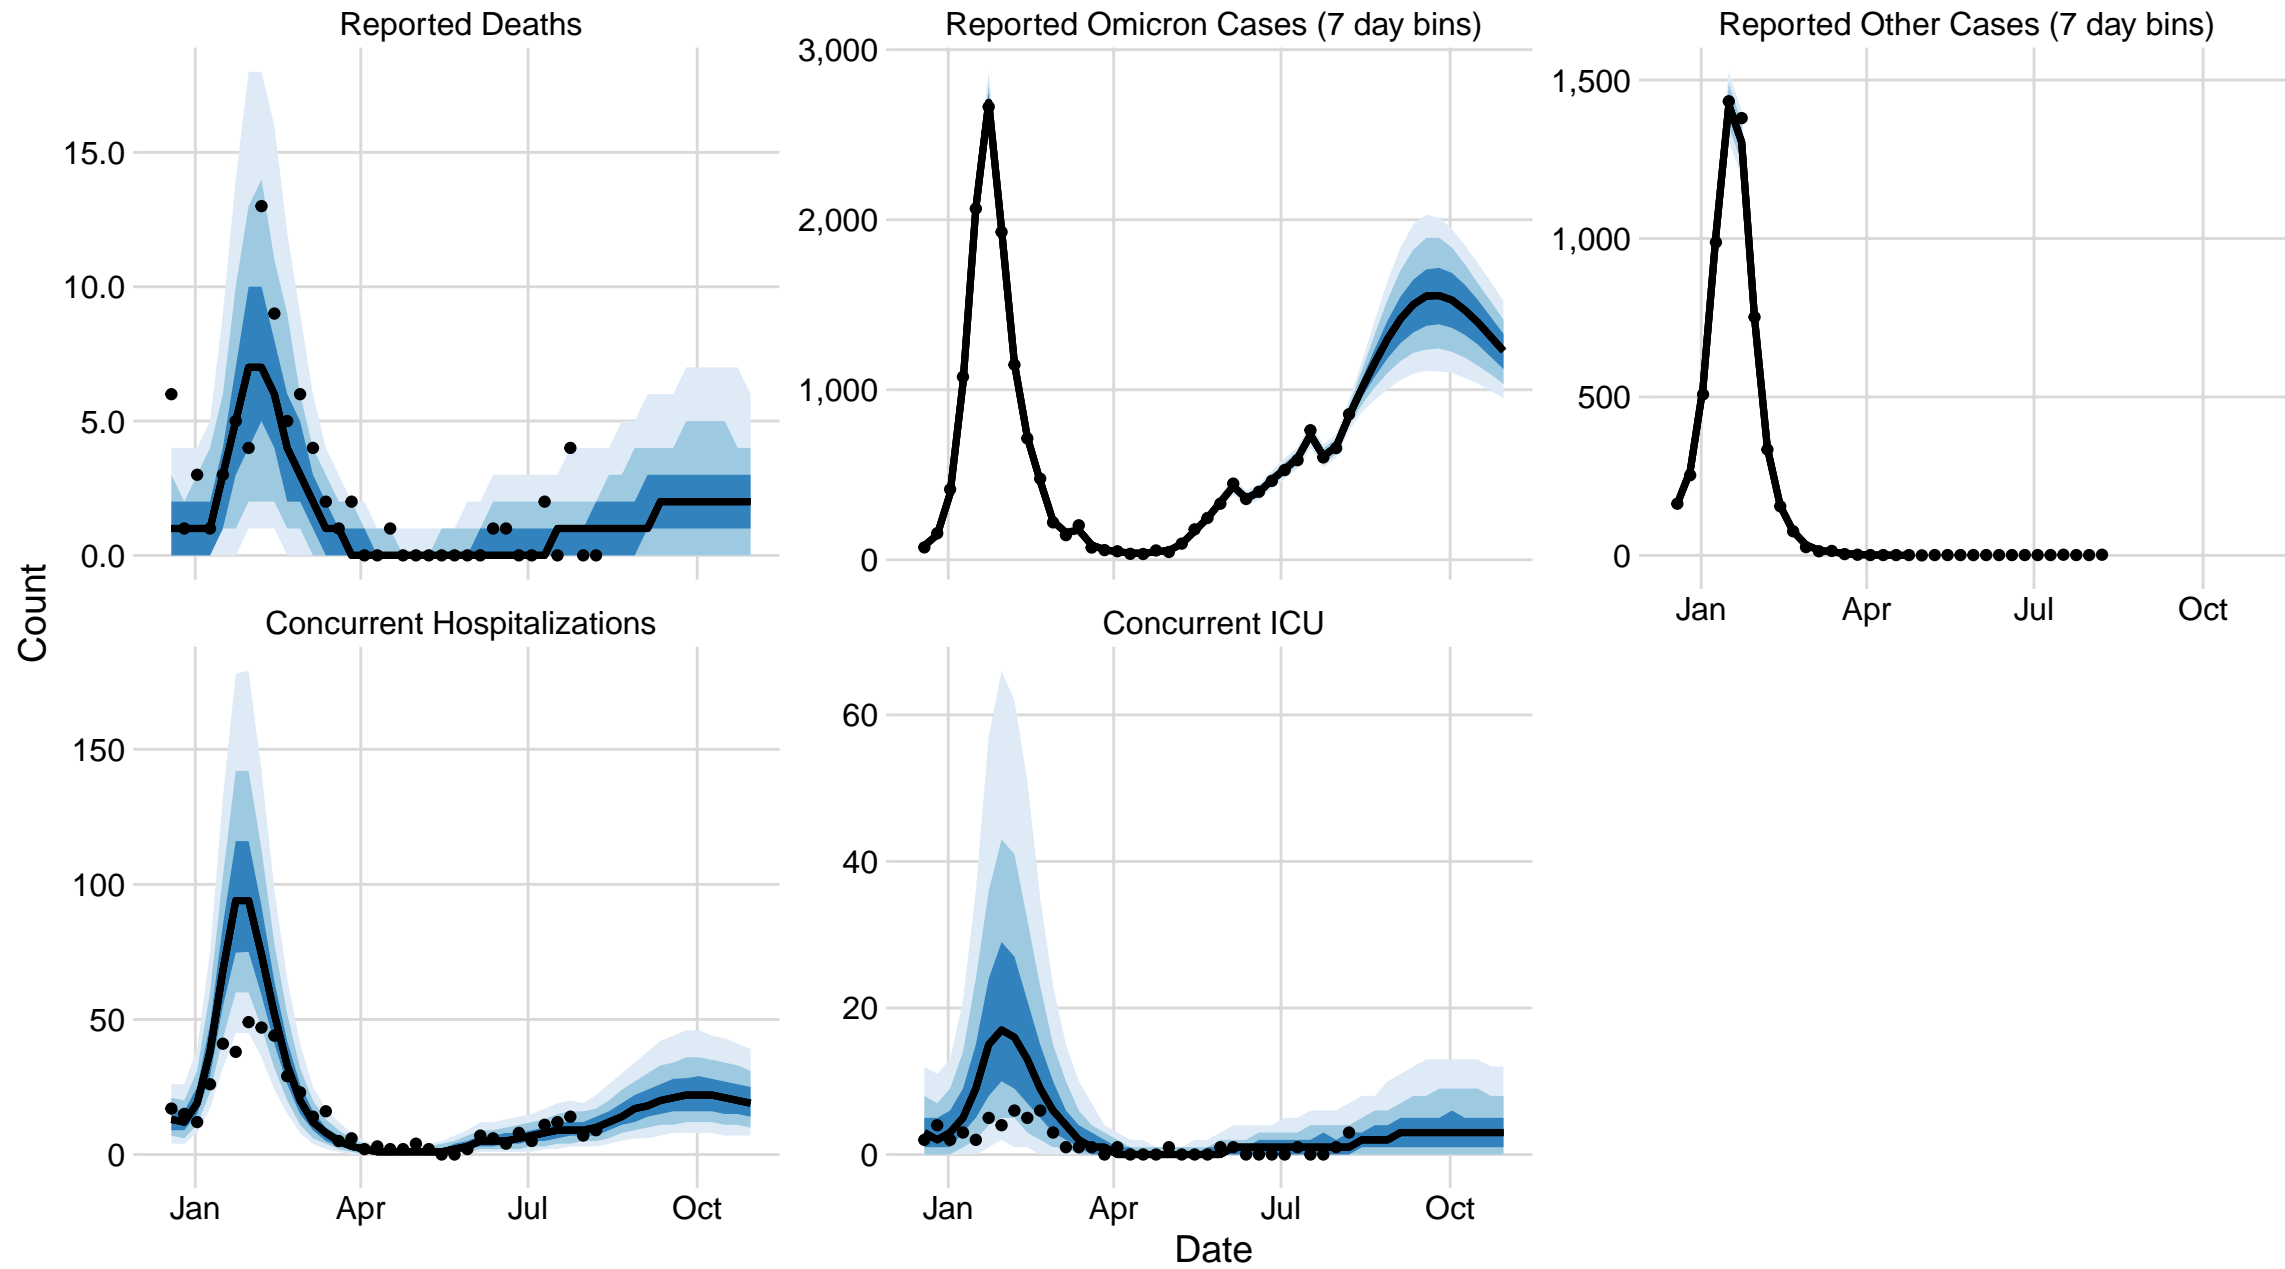 Reported Deaths
Reported Omicron Cases (7 day bins)
Reported Other Cases (7 day bins)
15.0
10.0
5.0
0.0
3,000
2,000
1,000
0
1,500
1,000
500
0
Jan Apr Jul Oct
Count
Concurrent Hospitalizations
Concurrent ICU
150
100
50
0
60
40
20
0
Jan Apr Jul Oct
Jan Apr Jul Oct
Date